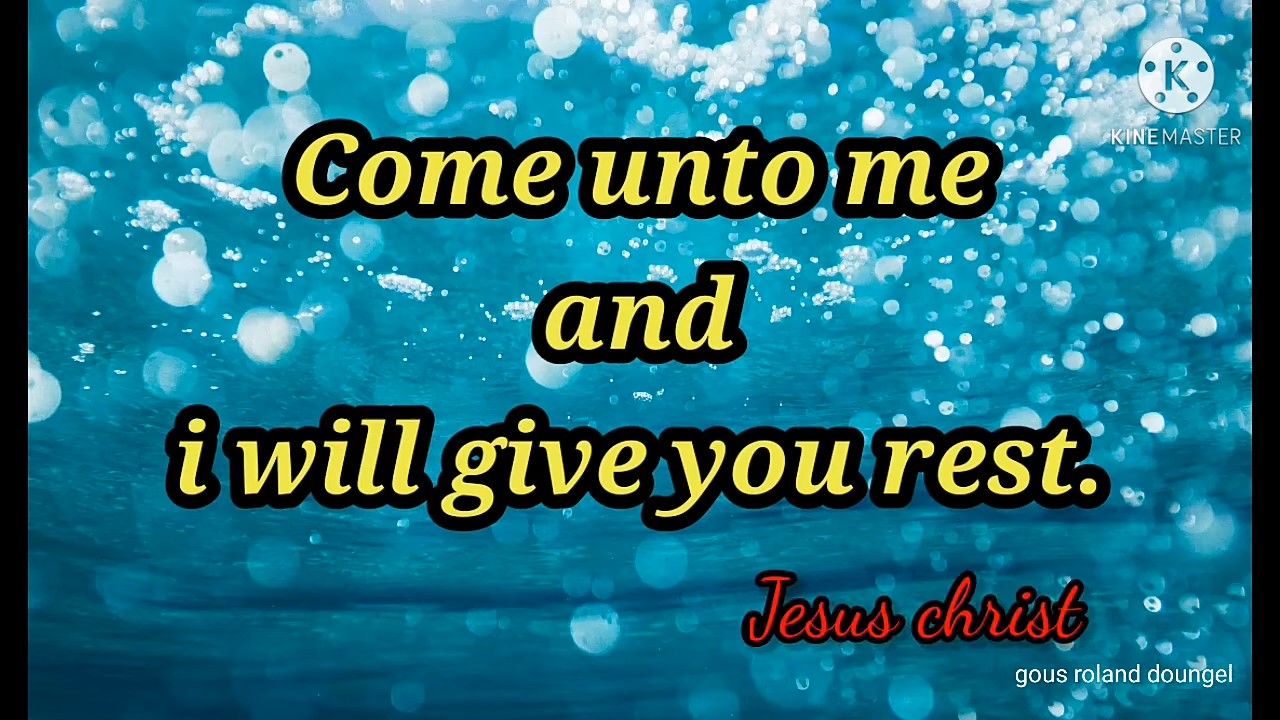 KINEMASTER
Come unto me
and
i will give you rest.
Jesus christ
gous roland doungel